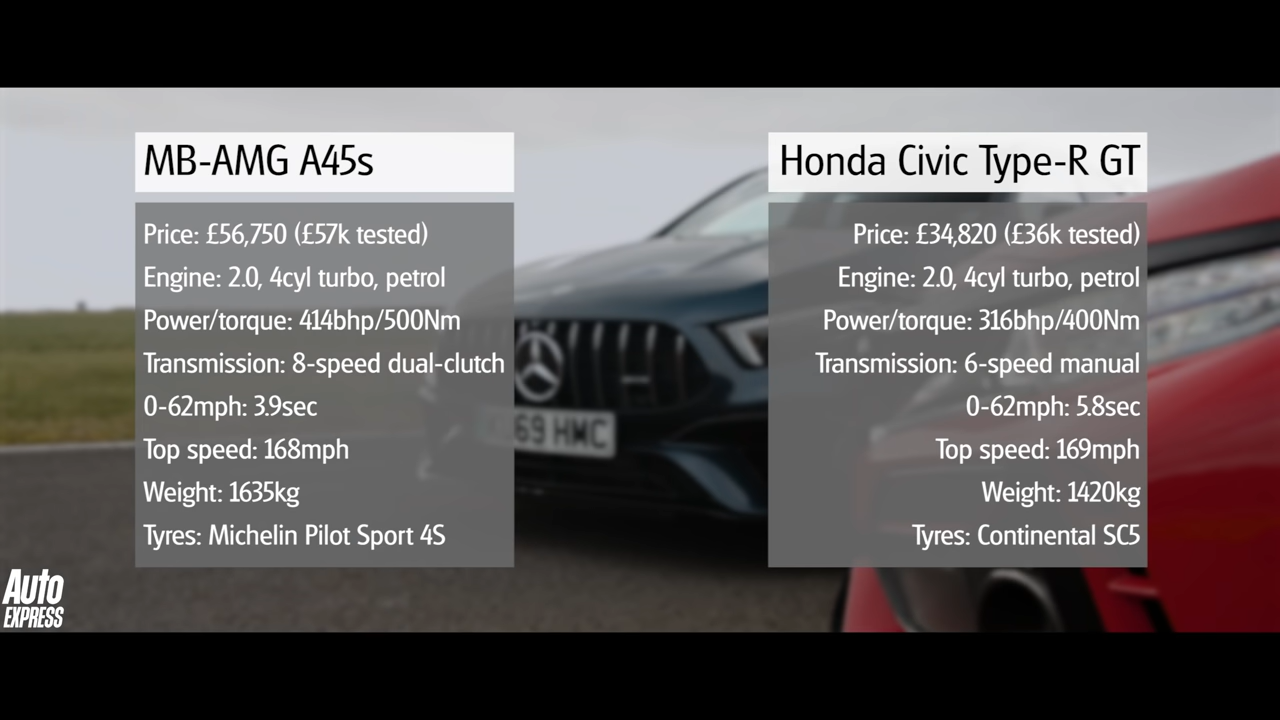 MB-AMG A45s
Price: £56,750 (£57k tested)
Engine: 2.0, 4cyl turbo, petrol
Power/torque: 414bhp/500Nm
Transmission: 8-speed dual-clutch
0-62mph: 3.9sec
Top speed: 168mph
Weight: 1635kg
Tyres: Michelin Pilot Sport 4S
Honda Civic Type-R GT
Price: £34,820 (£36k tested)
Engine: 2.0, 4cyl turbo, petrol
Power/torque: 316bhp/400Nm
Transmission: 6-speed manual
0-62mph: 5.8sec
Top speed: 169mph
Weight: 1420kg
Tyres: Continental SC5
69 HMC
Auto
EXPRESS